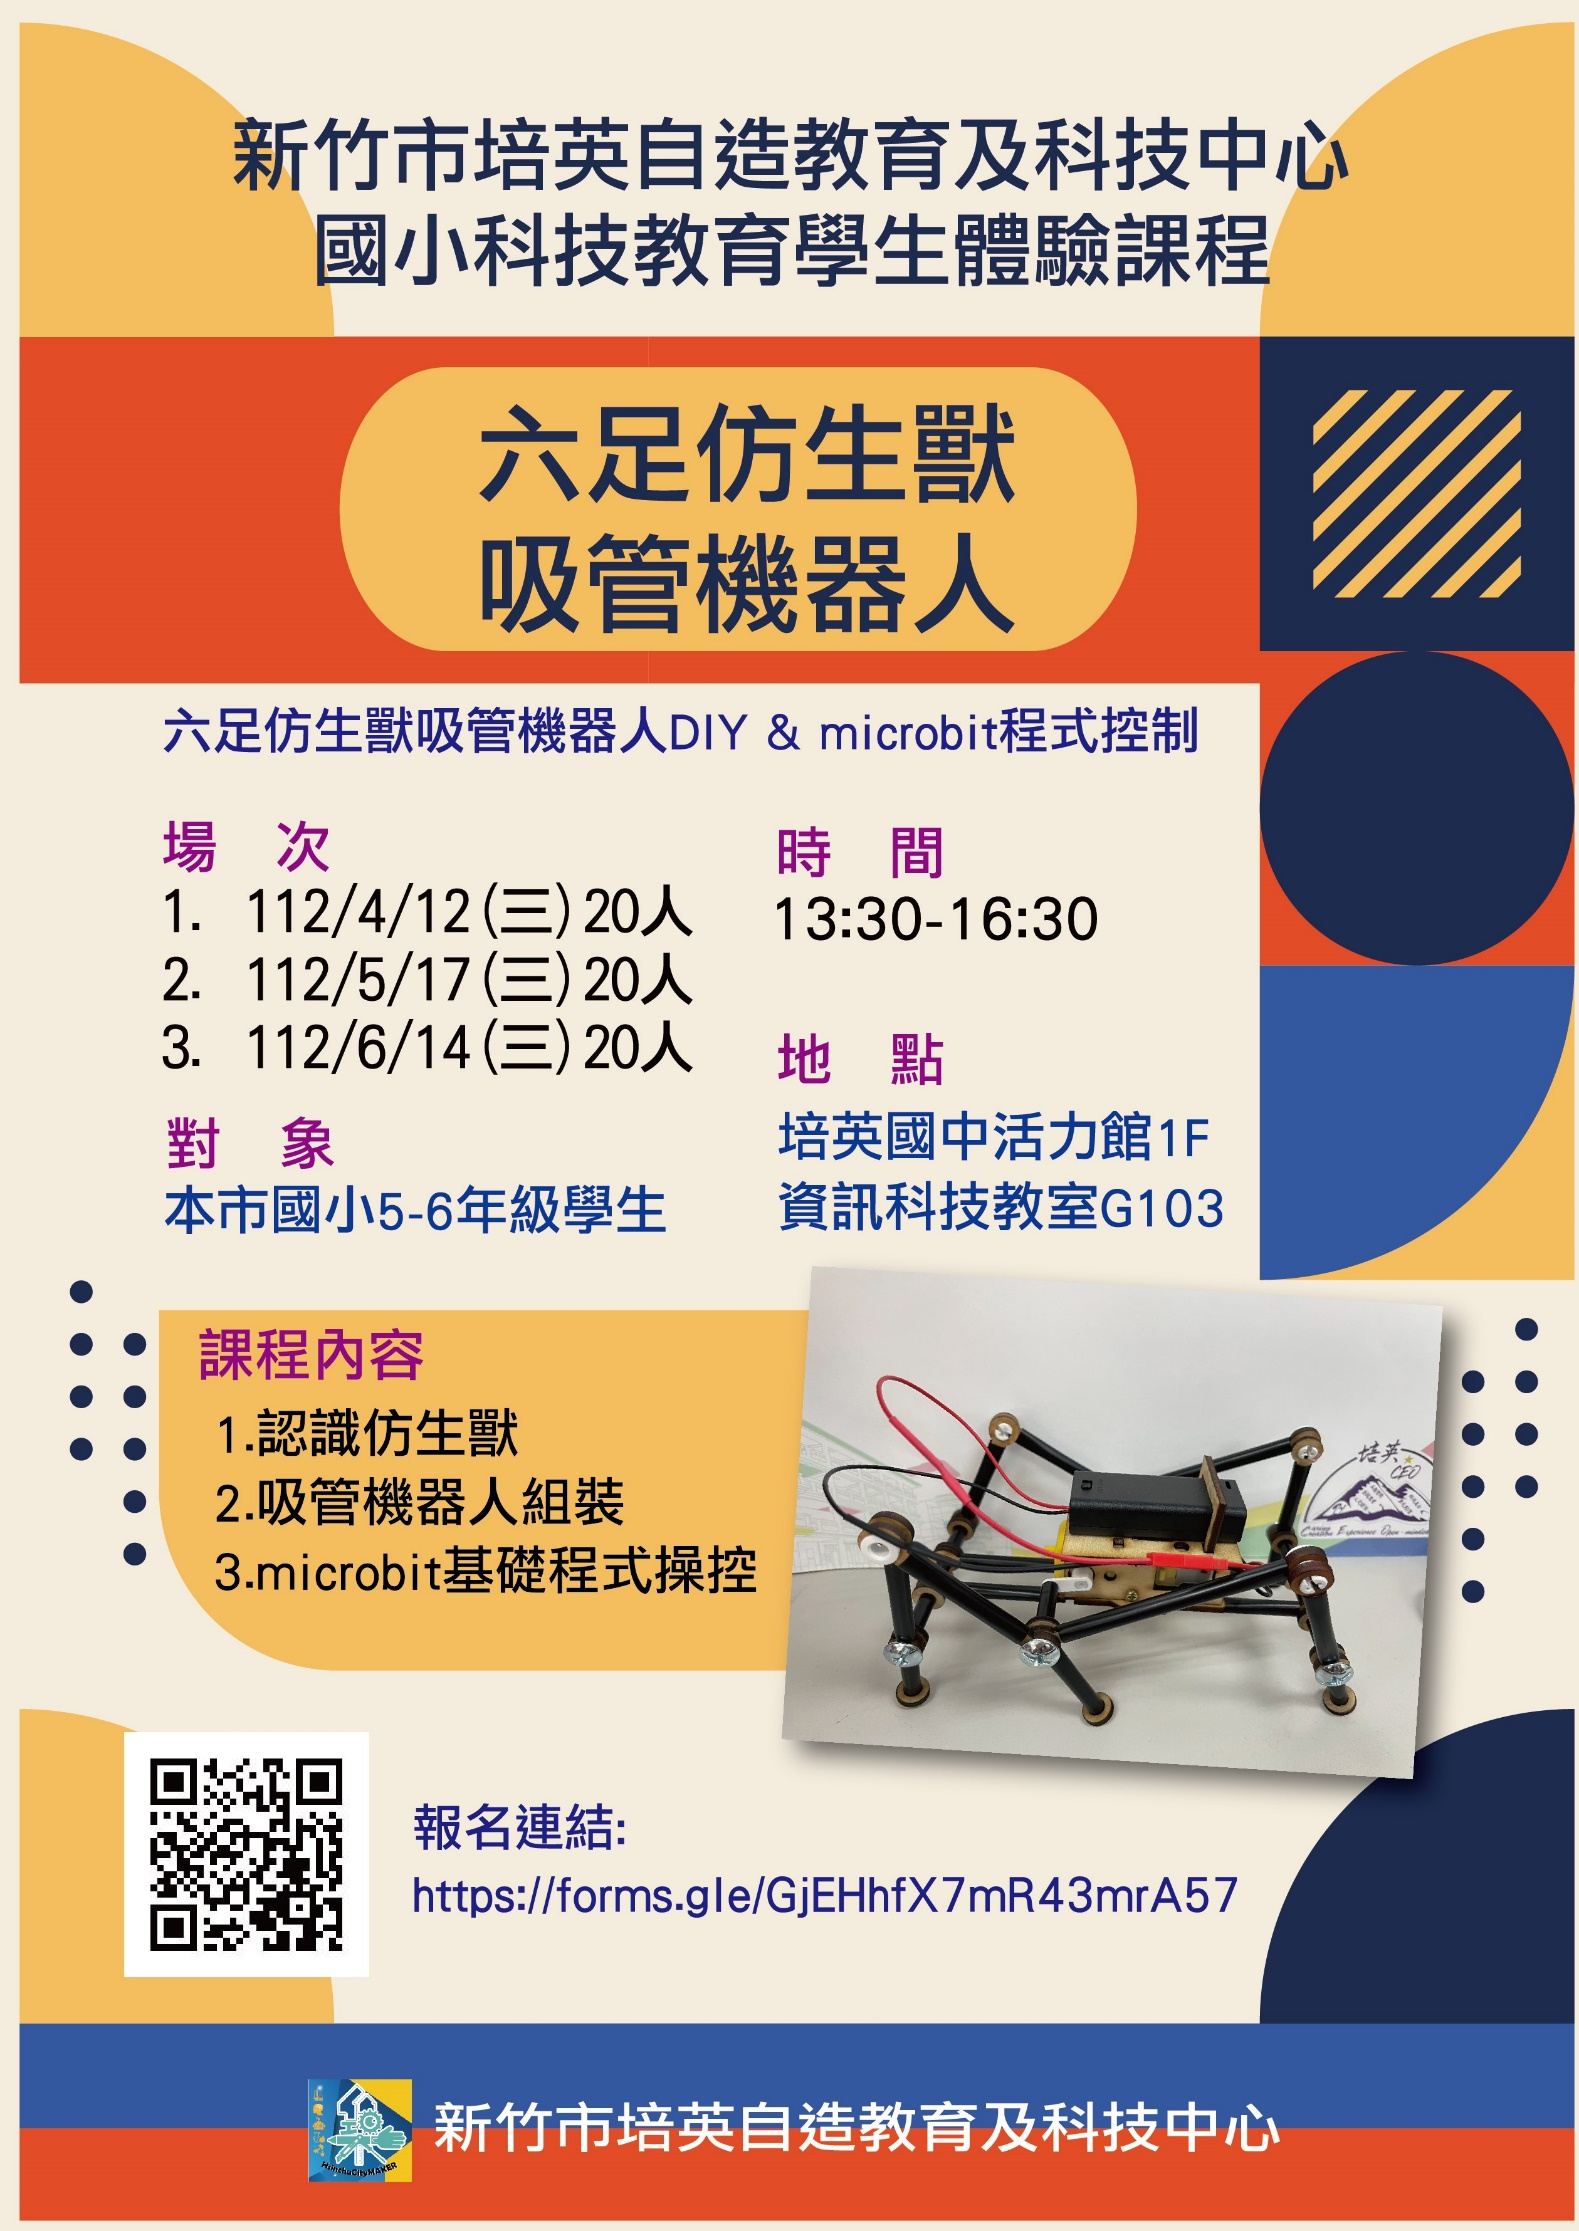 新竹市培英自造教育及科技中心
國小科技教育學生體驗課程
六足仿生獸
吸管機器人
六足仿生獸吸管機器人DIY & microbit程式控制
場 次
1. 112/4/12(三)20人
2. 112/5/17(三)20人
3. 112/6/14(三)20人
時 間
13:30-16:30
對 象
本市國小5-6年級學生
地 點
培英國中活力館1F
資訊科技教室G103
課程內容
1.認識仿生獸
2.吸管機器人組裝
3.microbit基礎程式操控
培英
CEO
報名連結:
https://forms.gle/GjEHhfX7mR43mrA57
HsinchuCityMAKER
新竹市培英自造教育及科技中心